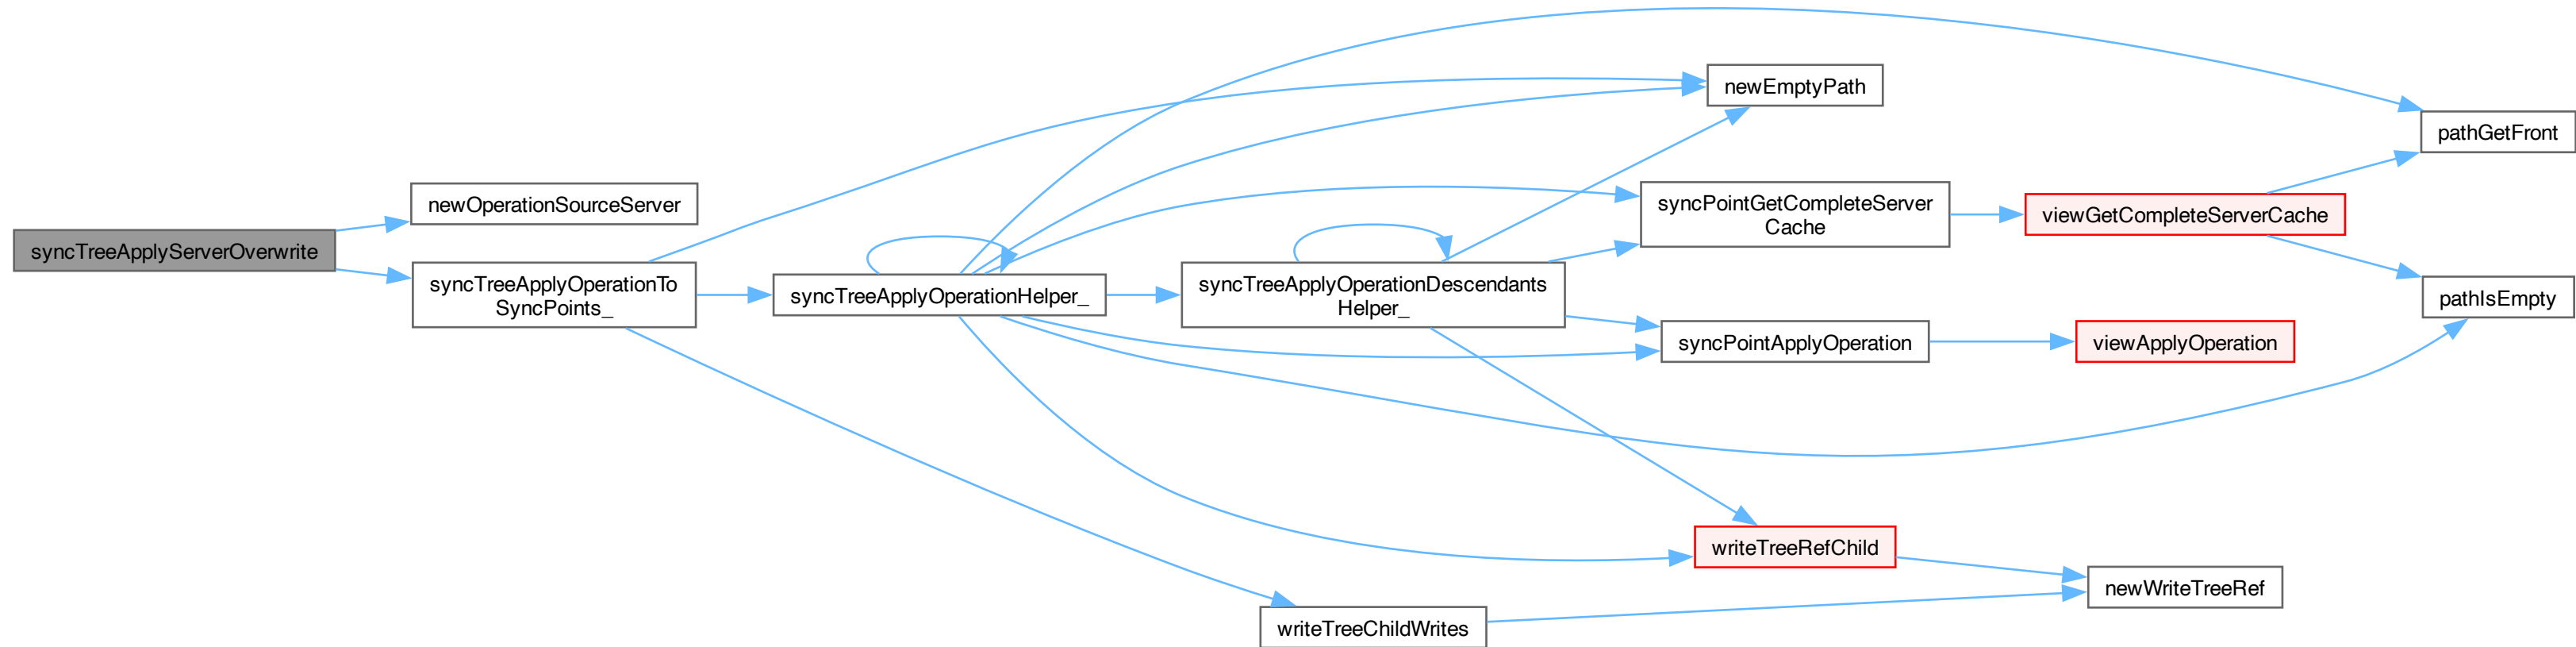 syncTreeApplyServerOverwrite
newOperationSourceServer
syncTreeApplyOperationTo
SyncPoints_
syncTreeApplyOperationHelper_
syncTreeApplyOperationDescendants
Helper_
newEmptyPath
syncPointGetCompleteServer
Cache
syncPointApplyOperation
writeTreeRefChild
writeTreeChildWrites
viewGetCompleteServerCache
viewApplyOperation
newWriteTreeRef
pathGetFront
pathIsEmpty